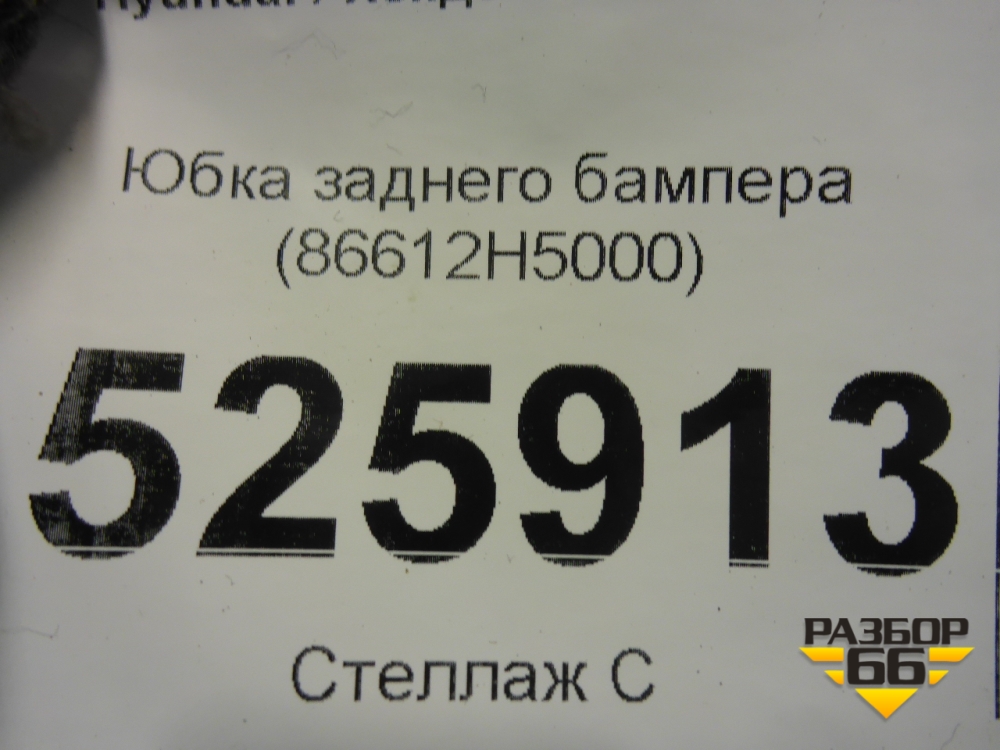 Юбка заднего бампера
(86612H5000)
525913
Стеллаж С
РАЗБОР
66